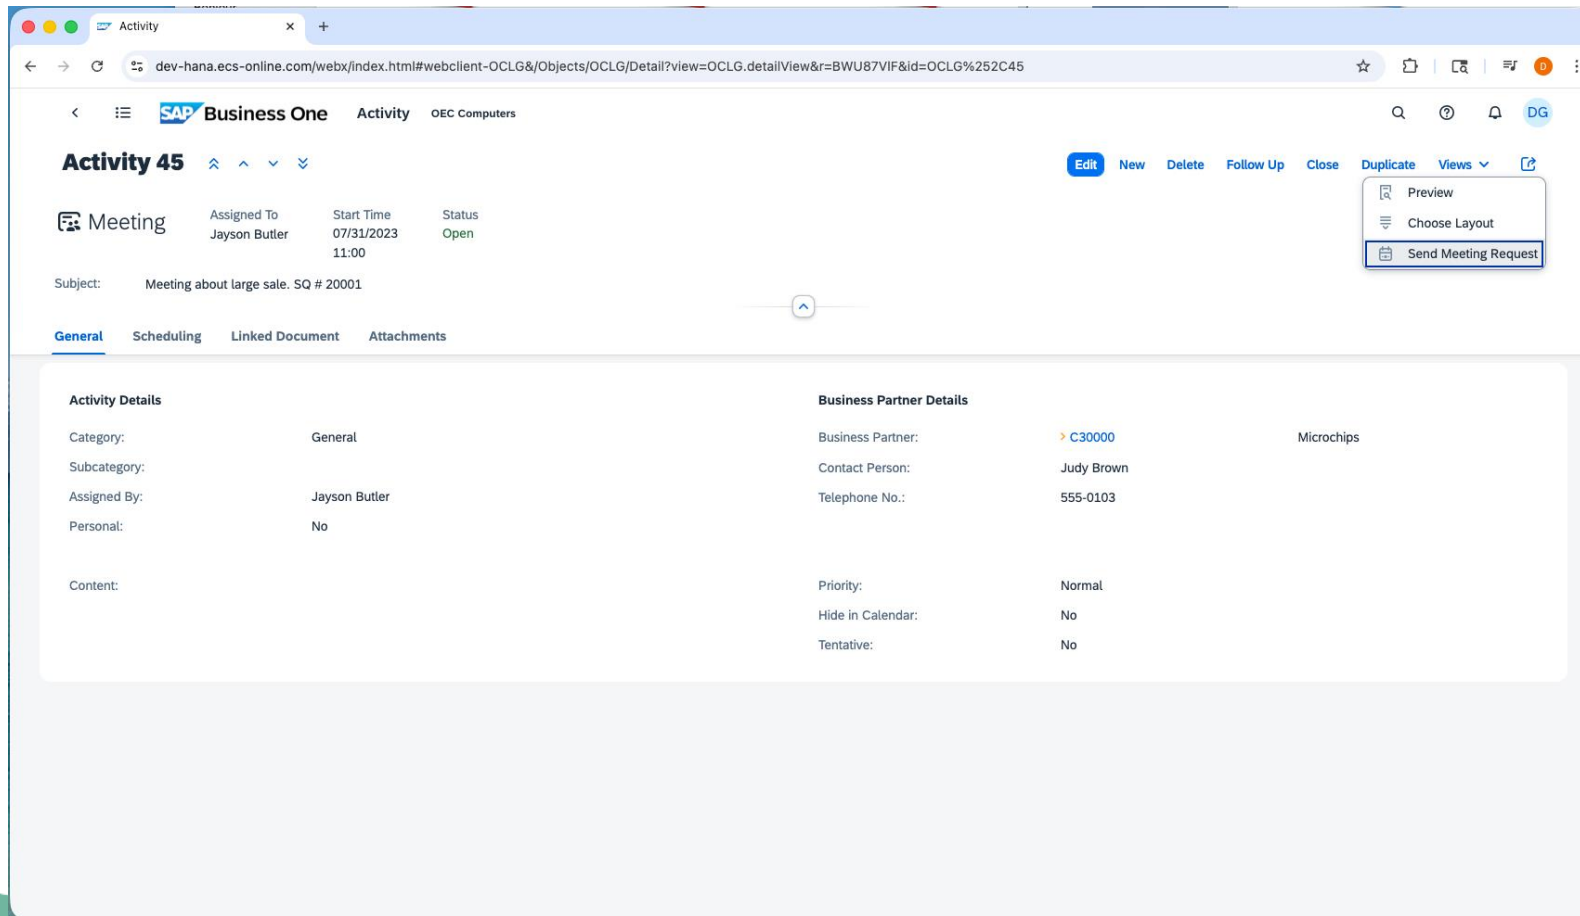 Activity
dev-hana.ecs-online.com/webx/index.html#webclient-OCLG&/Objects/OCLG/Detail?view=OCLG.detailView&r=BWU87VIF&id=OCLG%252C45
D
SAP Business One Activity OEC Computers
DG
Activity 45
Edit New Delete Follow Up Close Duplicate Views
Preview
Choose Layout
Send Meeting Request
Meeting
Assigned To
Jayson Butler
Start Time
07/31/2023
11:00
Status
Open
Subject: Meeting about large sale. SQ # 20001
General Scheduling Linked Document Attachments
Activity Details
Category: General
Subcategory:
Assigned By: Jayson Butler
Personal: No
Content:
Business Partner Details
Business Partner: C30000 Microchips
Contact Person: Judy Brown
Telephone No.: 555-0103
Priority: Normal
Hide in Calendar: No
Tentative: No